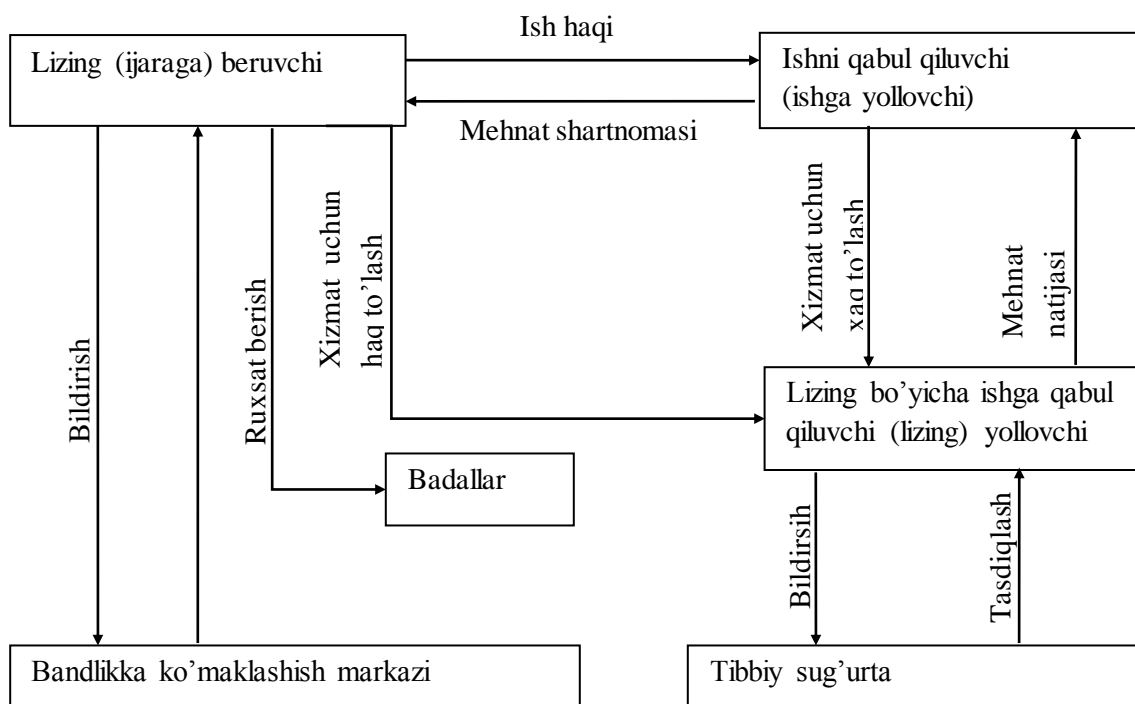 Ish haqi
Lizing (ijaraga) beruvchi
Ishni qabul qiluvchi
(ishga yollovchi)
Mehnat shartnomasi
Bildirish
Ruxsat berish
Xizmat uchun
haq to’lash
Xizmat uchun
xaq to’lash
Mehnat
natijasi
Lizing bo’yicha ishga qabul
qiluvchi (lizing) yollovchi
Badallar
Bildirsih
Tasdiqlash
Bandlikka ko’maklashish markazi
Tibbiy sug’urta